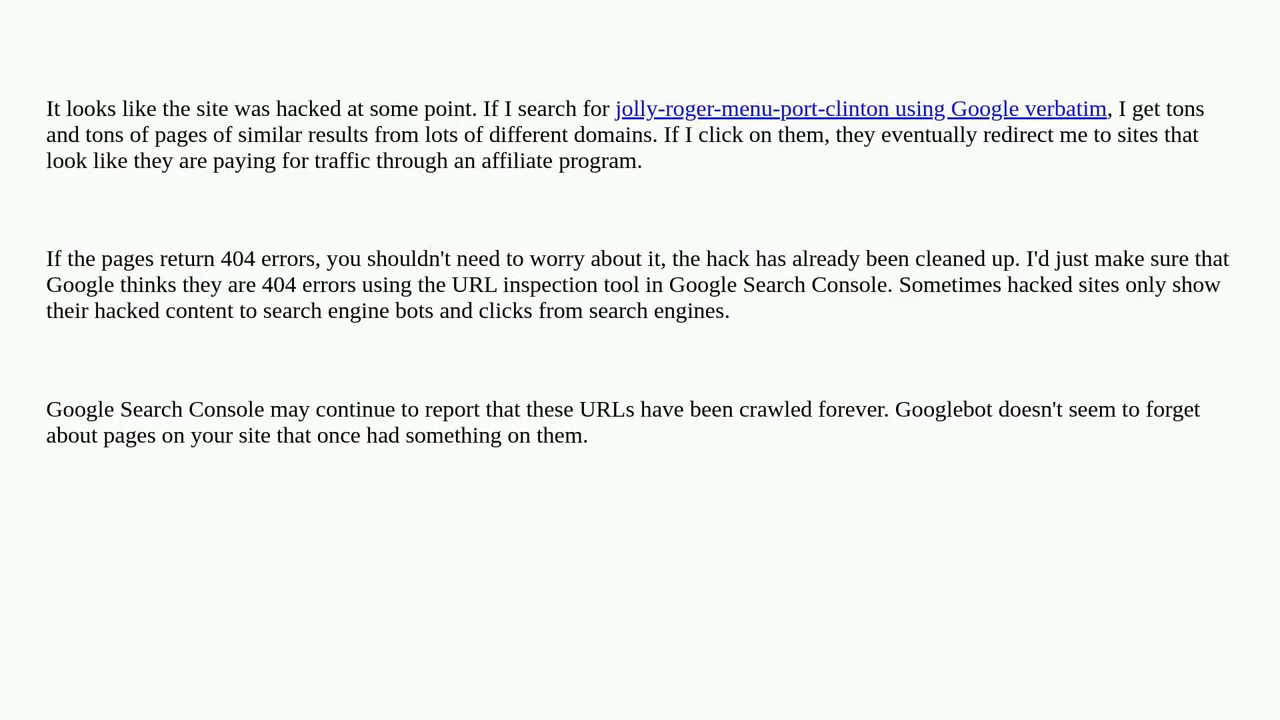 It looks like the site was hacked at some point. If I search for jolly-roger-menu-port-clinton using Google verbatim, I get tons
and tons of pages of similar results from lots of different domains. If I click on them, they eventually redirect me to sites that
look like they are paying for traffic through an affiliate program.
If the pages return 404 errors, you shouldn't need to worry about it, the hack has already been cleaned up. I'd just make sure that
Google thinks they are 404 errors using the URL inspection tool in Google Search Console. Sometimes hacked sites only show
their hacked content to search engine bots and clicks from search engines.
Google Search Console may continue to report that these URLs have been crawled forever. Googlebot doesn't seem to forget
about pages on your site that once had something on them.